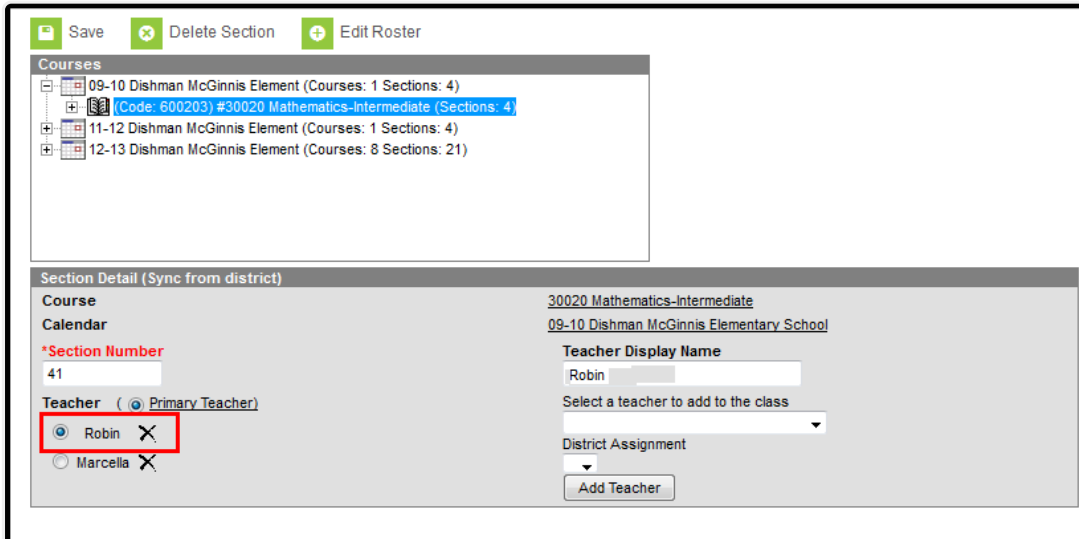 Save Delete Section Edit Roster
Courses
09-10 Dishman McGinnis Element (Courses: 1 Sections: 4)
(Code: 600203) #30020 Mathematics-Intermediate (Sections: 4)
11-12 Dishman McGinnis Element (Courses: 1 Sections: 4)
12-13 Dishman McGinnis Element (Courses: 8 Sections: 21)
Section Detail (Sync from district)
Course 30020 Mathematics-Intermediate
Calendar 09-10 Dishman McGinnis Elementary School
*Section Number Teacher Display Name
41 Robin
Teacher ( Primary Teacher) Select a teacher to add to the class
Robin
District Assignment
Marcella
Add Teacher